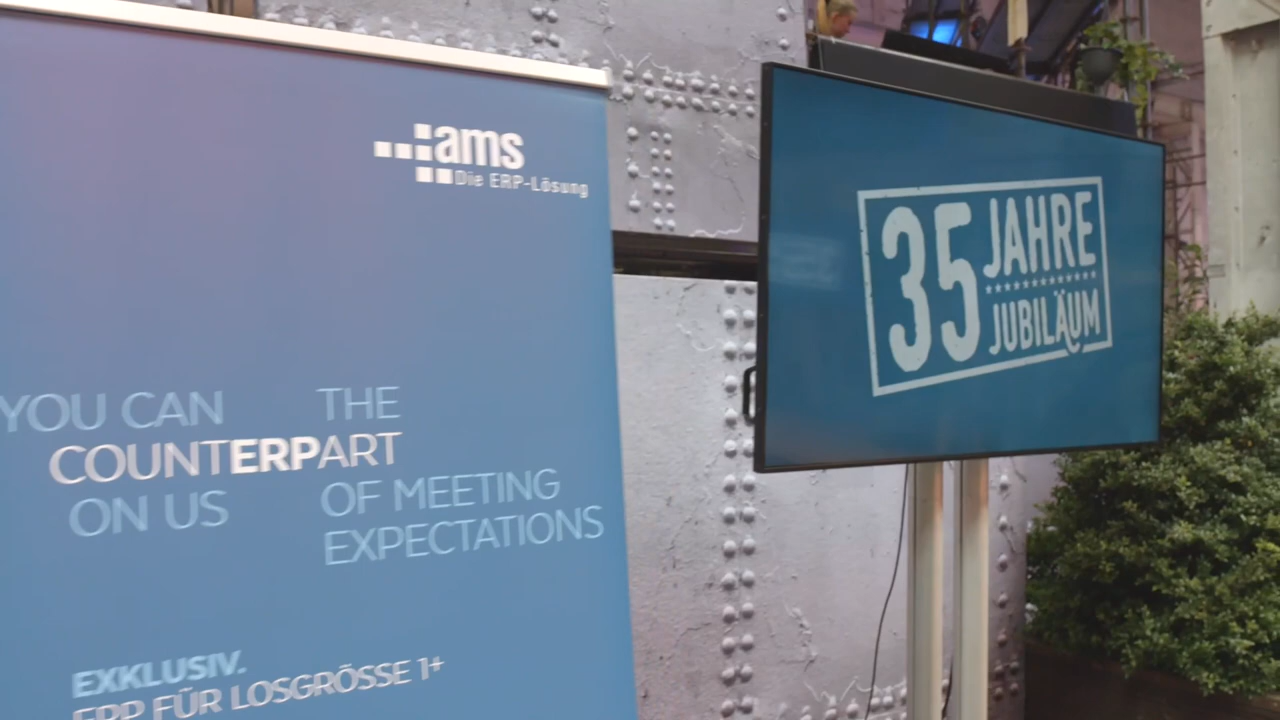 ams
Die ERP-Lösung
YOU CAN THE
COUNTERPART
ON US OF MEETING
EXPECTATIONS
EXKLUSIV.
ERP FÜR LOSGRÖSSE 1+
35 JAHRE
JUBILÄUM